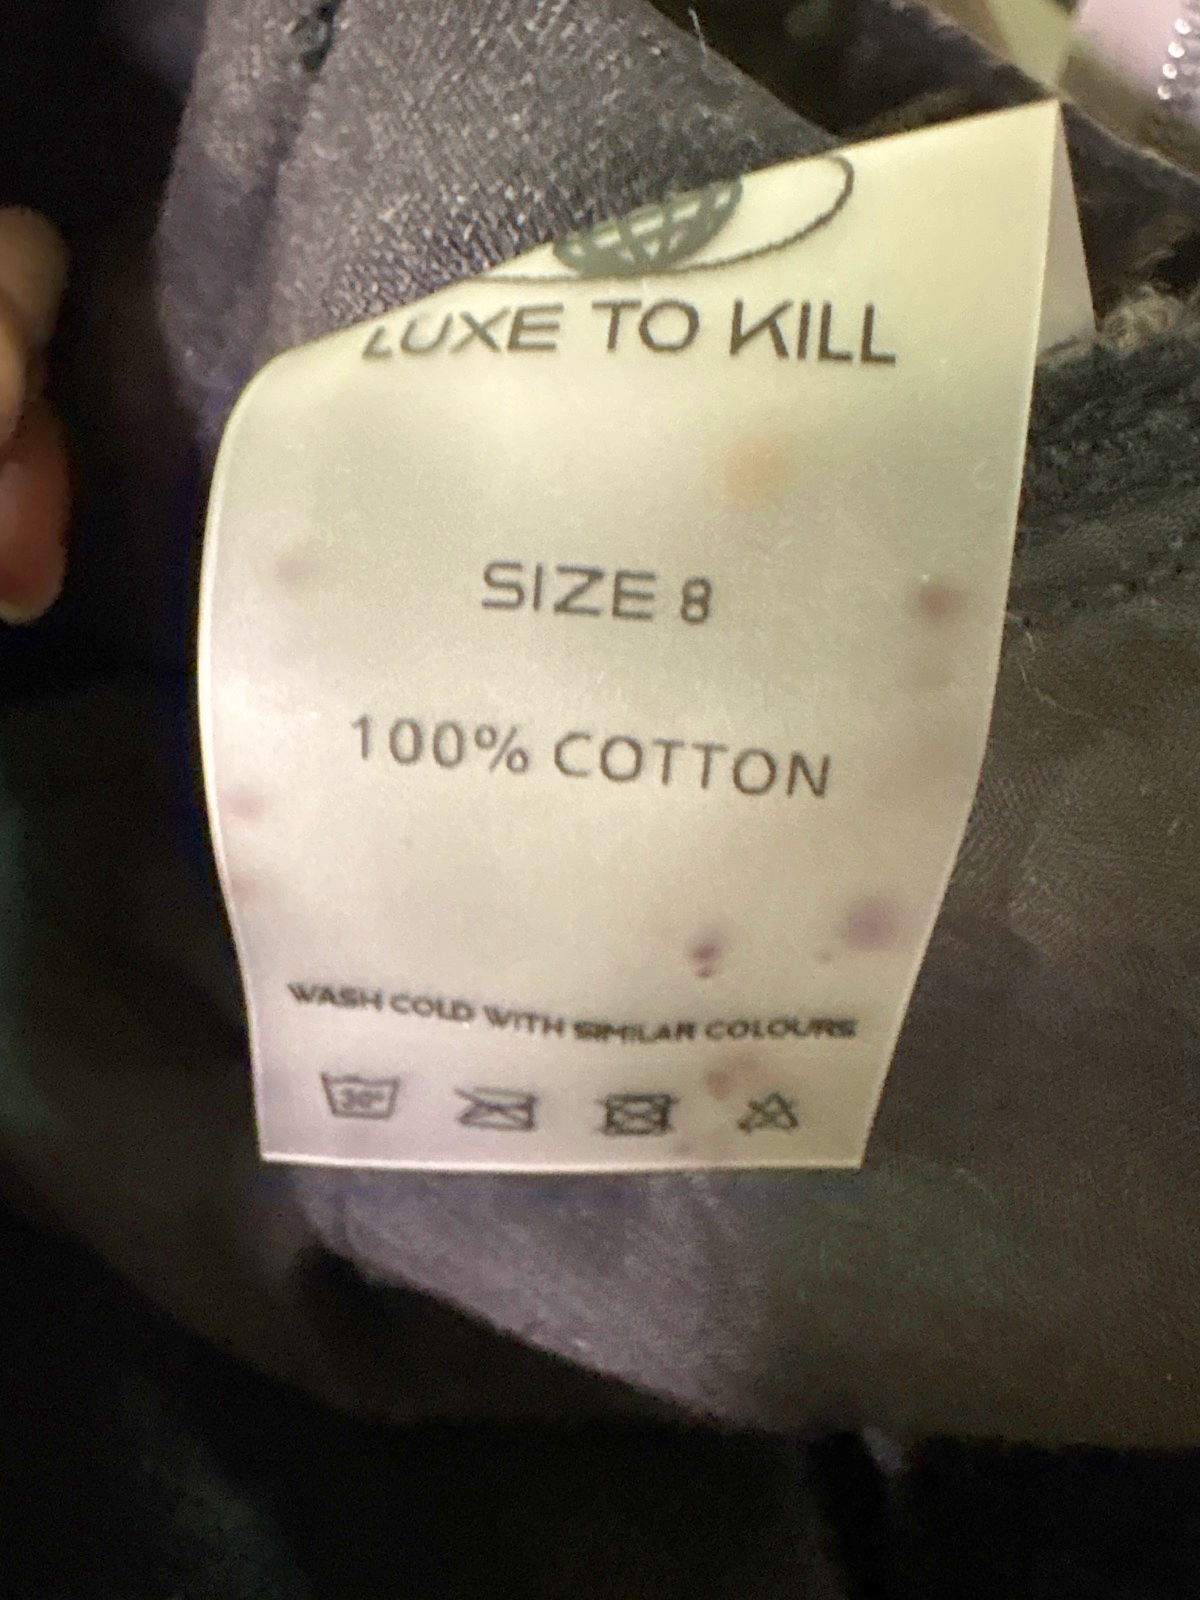 LUXE TO KILL
SIZE 8
100% COTTON
WASH COLD WITH SIMILAR COLOURS
30°